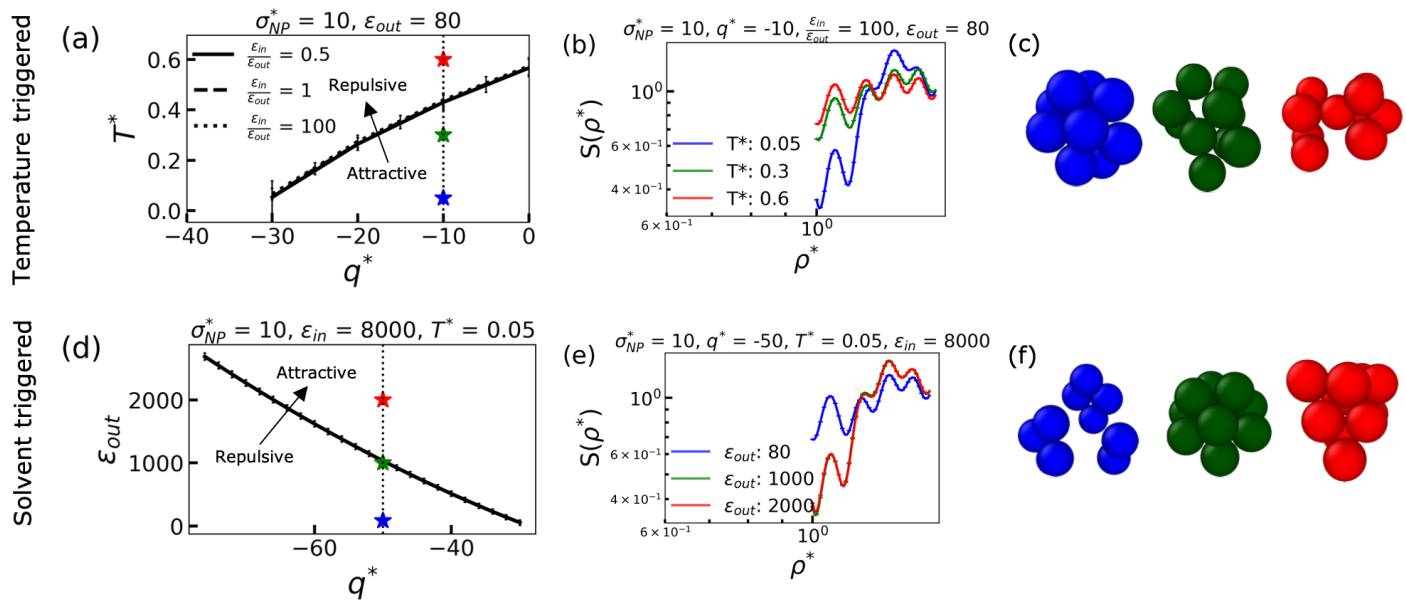 Temperature triggered
(a)
σ*NP = 10, εout = 80
εin/εout = 0.5
εin/εout = 1
εin/εout = 100
Repulsive
Attractive
T*
0.6
0.4
0.2
0.0
−40 −30 −20 −10 0
q*
(b)
σ*NP = 10, q* = -10, εin/εout = 100, εout = 80
S(ρ*)
10⁰
6 × 10⁻¹
4 × 10⁻¹
T*: 0.05
T*: 0.3
T*: 0.6
6 × 10⁻¹ 10⁰
ρ*
(c)
Solvent triggered
(d)
σ*NP = 10, εin = 8000, T* = 0.05
Attractive
Repulsive
εout
2000
1000
0
−60 −40
q*
(e)
σ*NP = 10, q* = -50, T* = 0.05, εin = 8000
S(ρ*)
10⁰
6 × 10⁻¹
4 × 10⁻¹
εout: 80
εout: 1000
εout: 2000
6 × 10⁻¹ 10⁰
ρ*
(f)